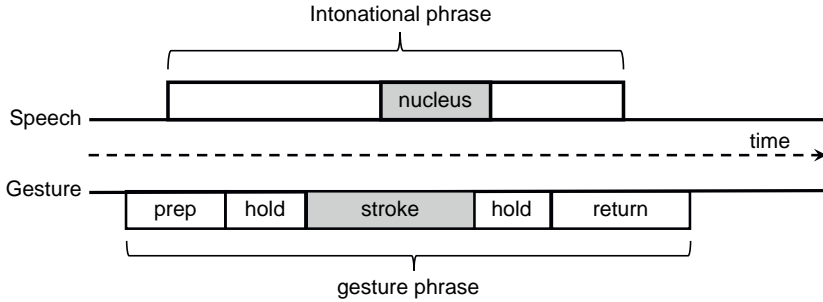 Intonational phrase
nucleus
Speech
time
Gesture
prep hold stroke hold return
gesture phrase